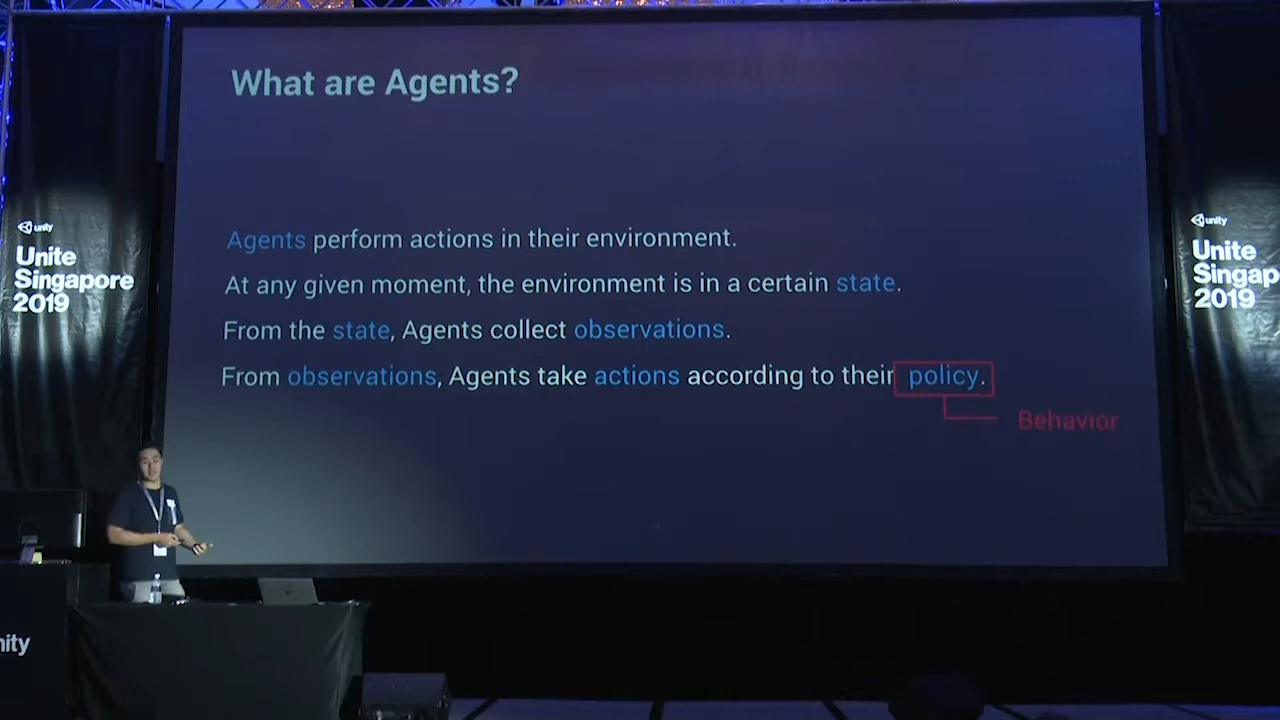 What are Agents?
Agents perform actions in their environment.
At any given moment, the environment is in a certain state.
From the state, Agents collect observations.
From observations, Agents take actions according to their policy.
Behavior
unity
Unite
Singapore
2019
unity
Unite
Singap
2019
nity